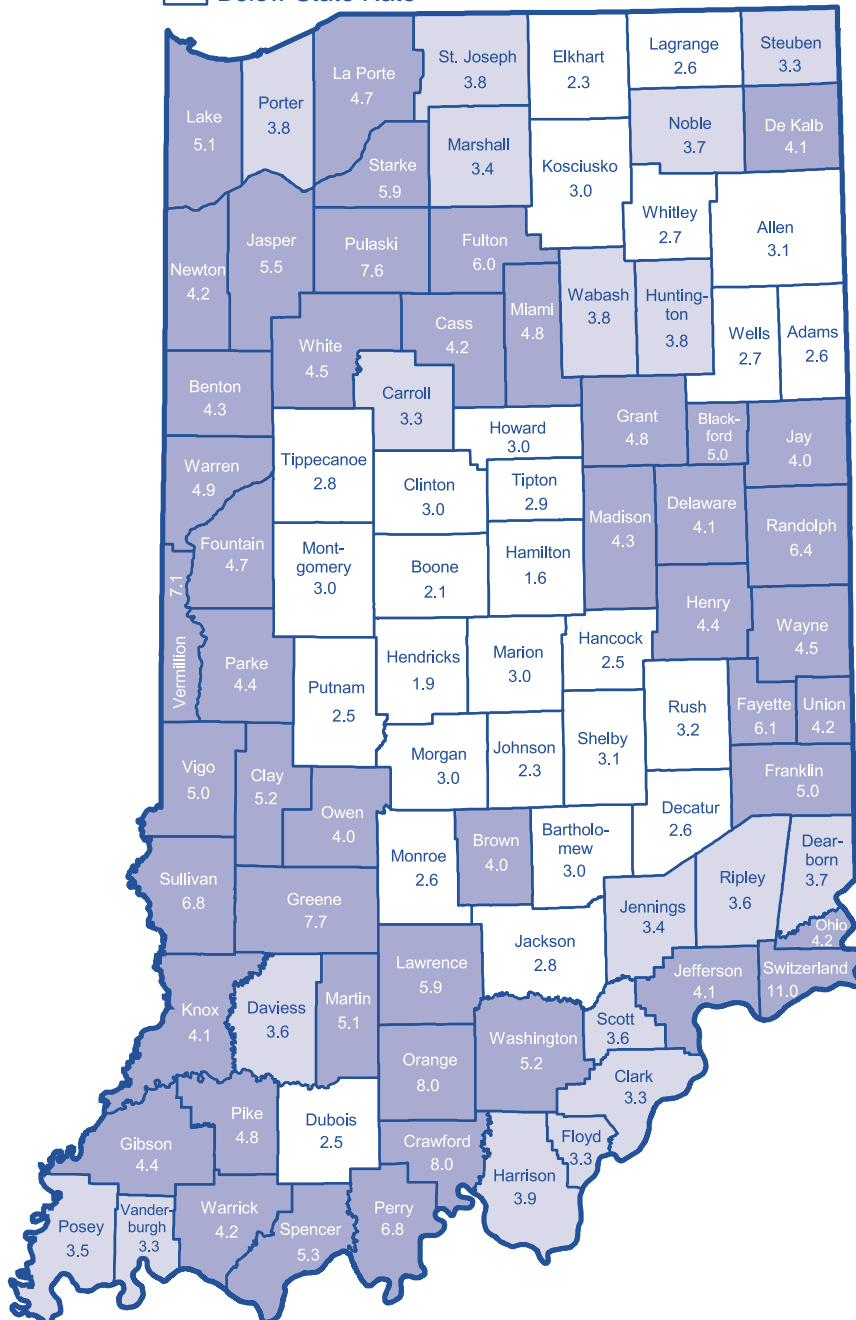 Below State Rate
Lake
5.1
Porter
3.8
La Porte
4.7
St. Joseph
3.8
Elkhart
2.3
Lagrange
2.6
Steuben
3.3
Starke
5.9
Marshall
3.4
Kosciusko
3.0
Noble
3.7
De Kalb
4.1
Whitley
2.7
Allen
3.1
Newton
4.2
Jasper
5.5
Pulaski
7.6
Fulton
6.0
Miami
4.8
Wabash
3.8
Hunting-
ton
3.8
Wells
2.7
Adams
2.6
Benton
4.3
White
4.5
Cass
4.2
Carroll
3.3
Howard
3.0
Grant
4.8
Black-
ford
5.0
Jay
4.0
Warren
4.9
Tippecanoe
2.8
Clinton
3.0
Tipton
2.9
Madison
4.3
Delaware
4.1
Randolph
6.4
Fountain
4.7
Mont-
gomery
3.0
Boone
2.1
Hamilton
1.6
Henry
4.4
Wayne
4.5
Vermillion
7.1
Parke
4.4
Putnam
2.5
Hendricks
1.9
Marion
3.0
Hancock
2.5
Rush
3.2
Fayette
6.1
Union
4.2
Vigo
5.0
Clay
5.2
Owen
4.0
Morgan
3.0
Johnson
2.3
Shelby
3.1
Decatur
2.6
Franklin
5.0
Sullivan
6.8
Greene
7.7
Monroe
2.6
Brown
4.0
Bartholo-
mew
3.0
Jennings
3.4
Ripley
3.6
Dear-
born
3.7
Ohio
4.2
Knox
4.1
Daviess
3.6
Martin
5.1
Lawrence
5.9
Jackson
2.8
Jefferson
4.1
Switzerland
11.0
Orange
8.0
Washington
5.2
Scott
3.6
Clark
3.3
Gibson
4.4
Pike
4.8
Dubois
2.5
Crawford
8.0
Harrison
3.9
Floyd
3.3
Posey
3.5
Vander-
burgh
3.3
Warrick
4.2
Spencer
5.3
Perry
6.8